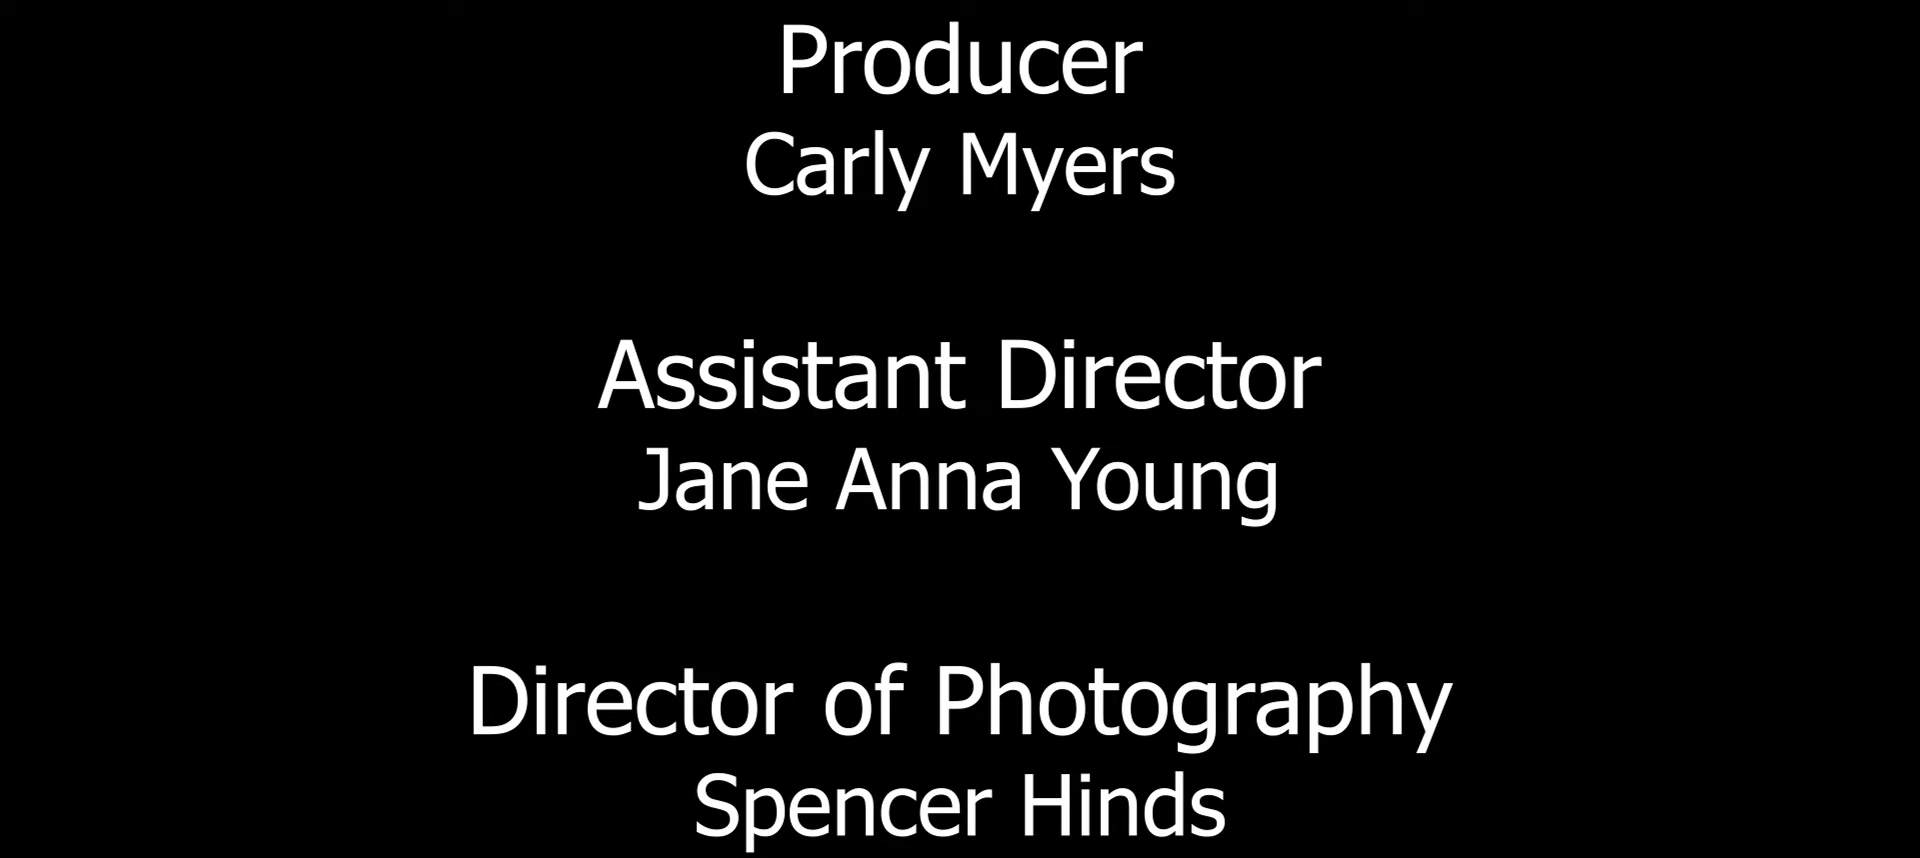 Producer
Carly Myers
Assistant Director
Jane Anna Young
Director of Photography
Spencer Hinds